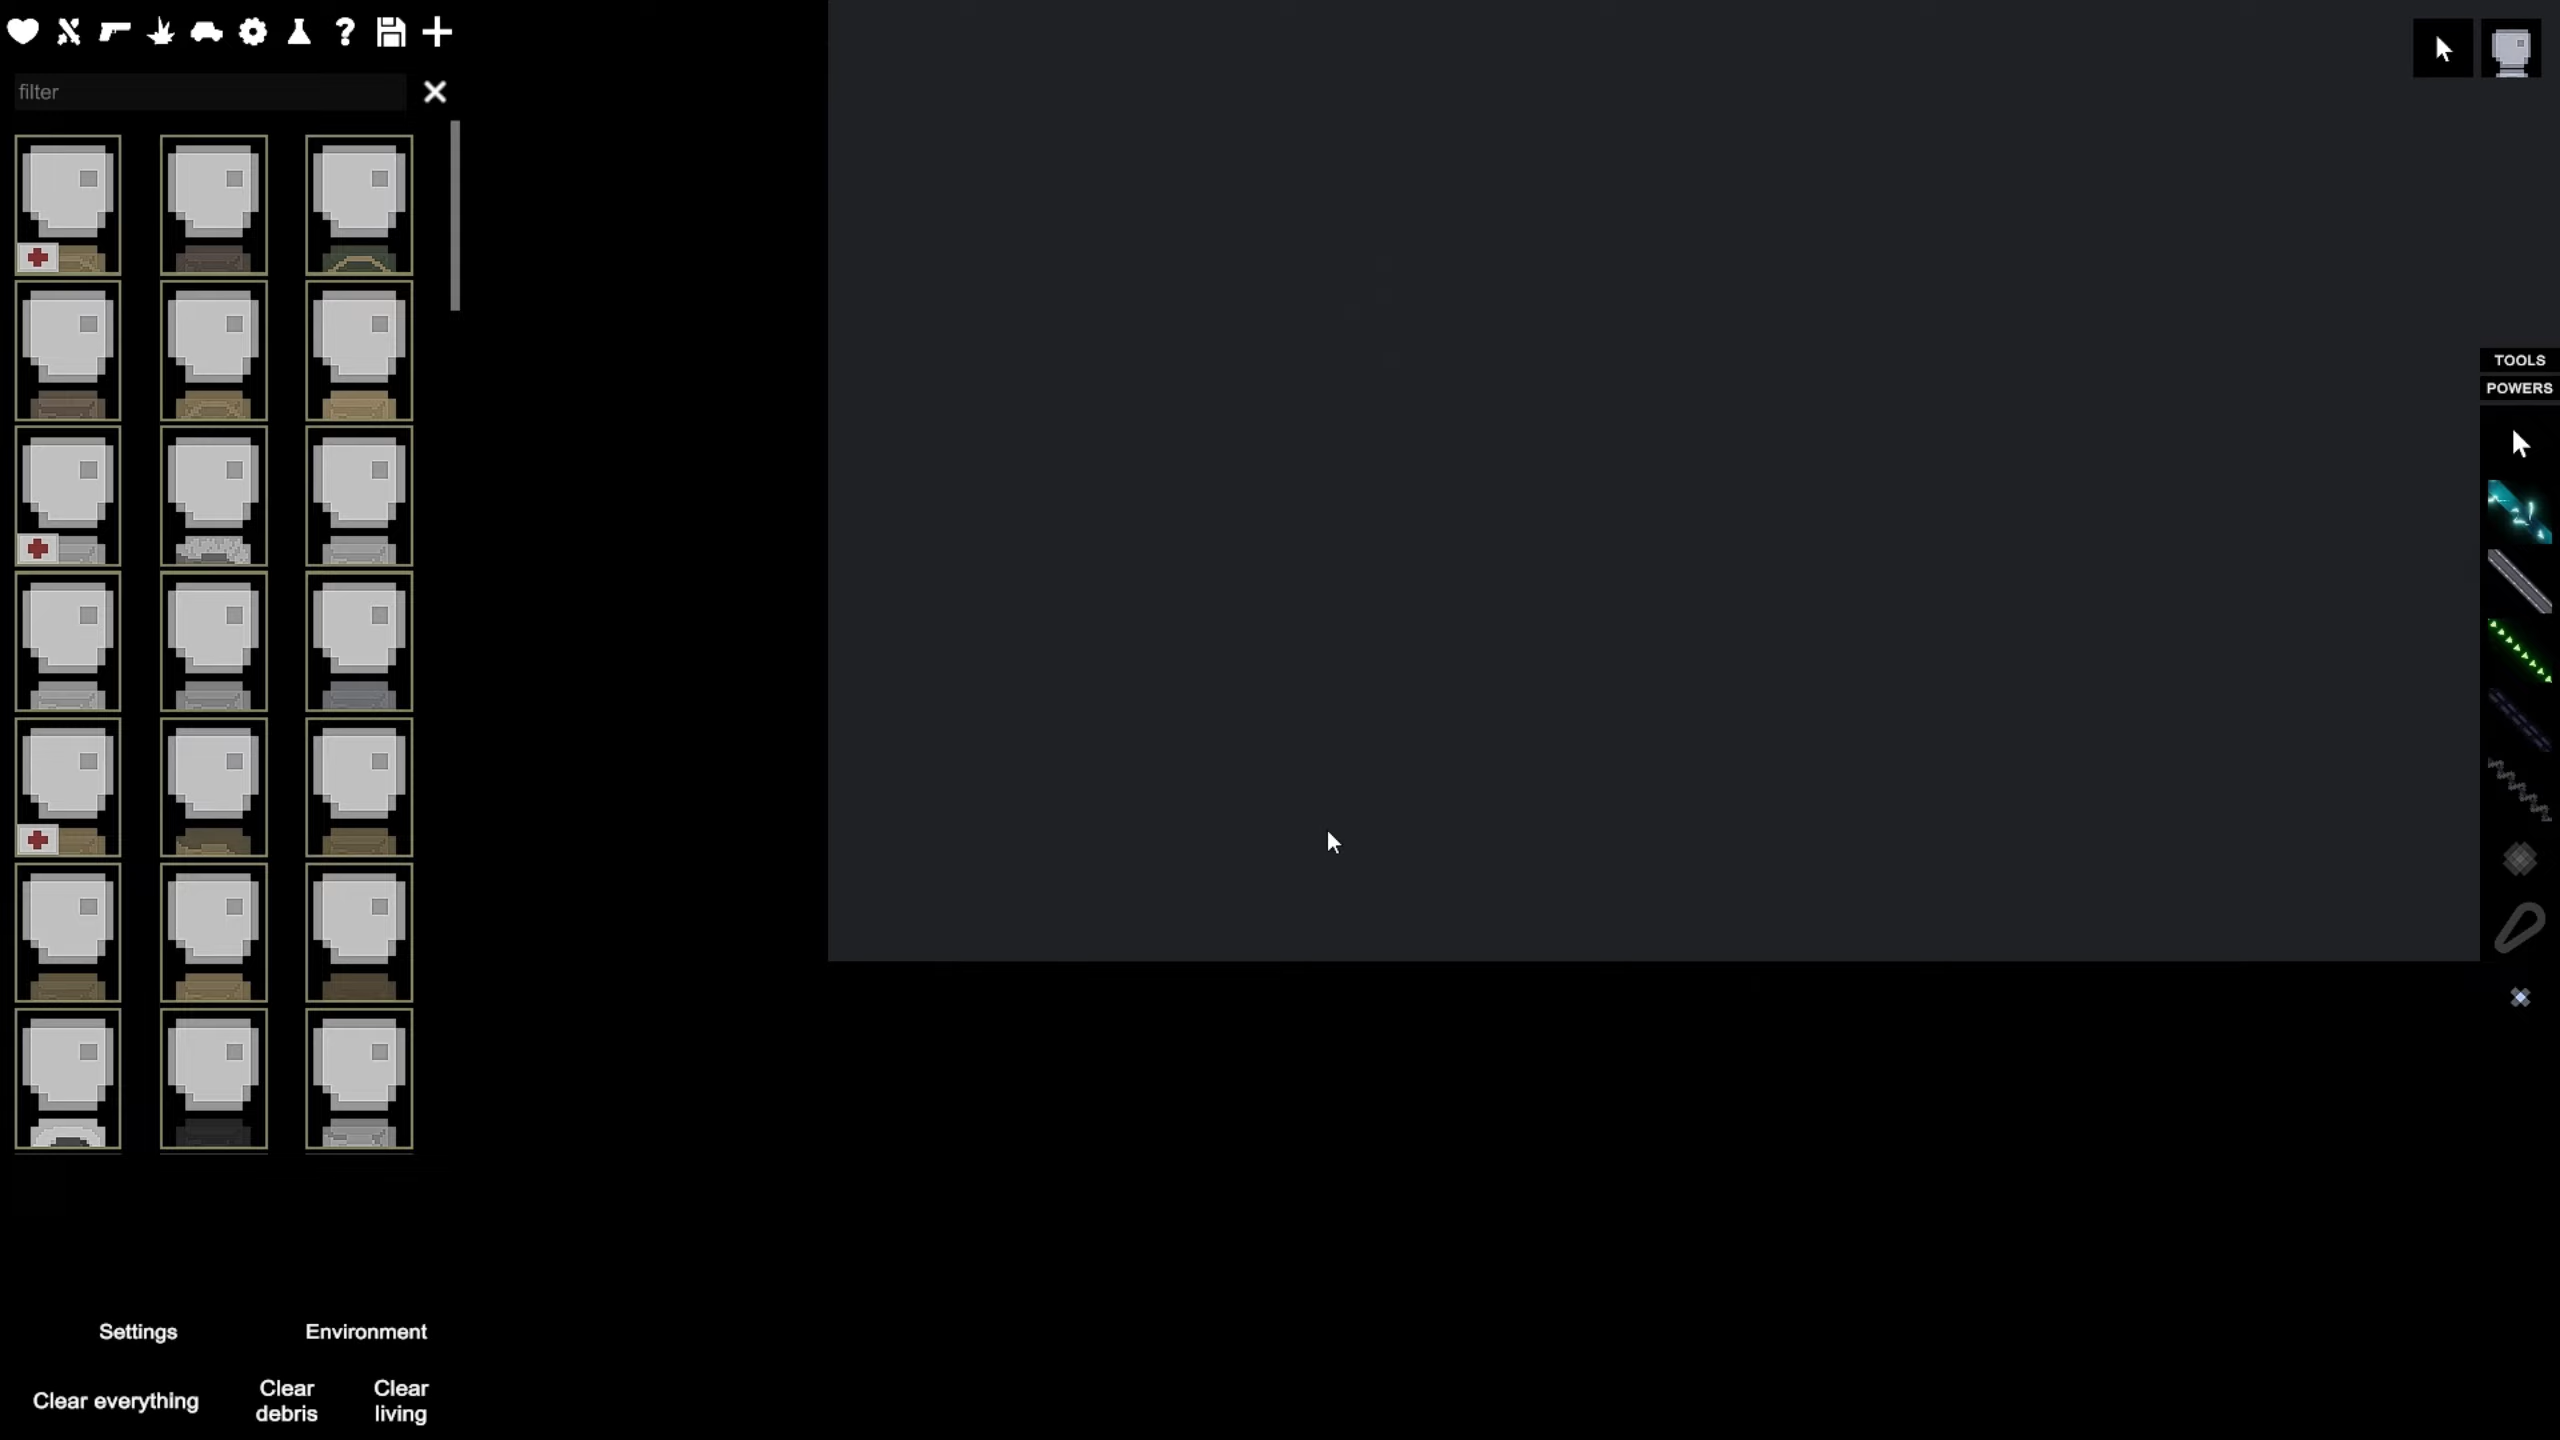 filter
TOOLS
POWERS
Settings
Environment
Clear everything
Clear
debris
Clear
living